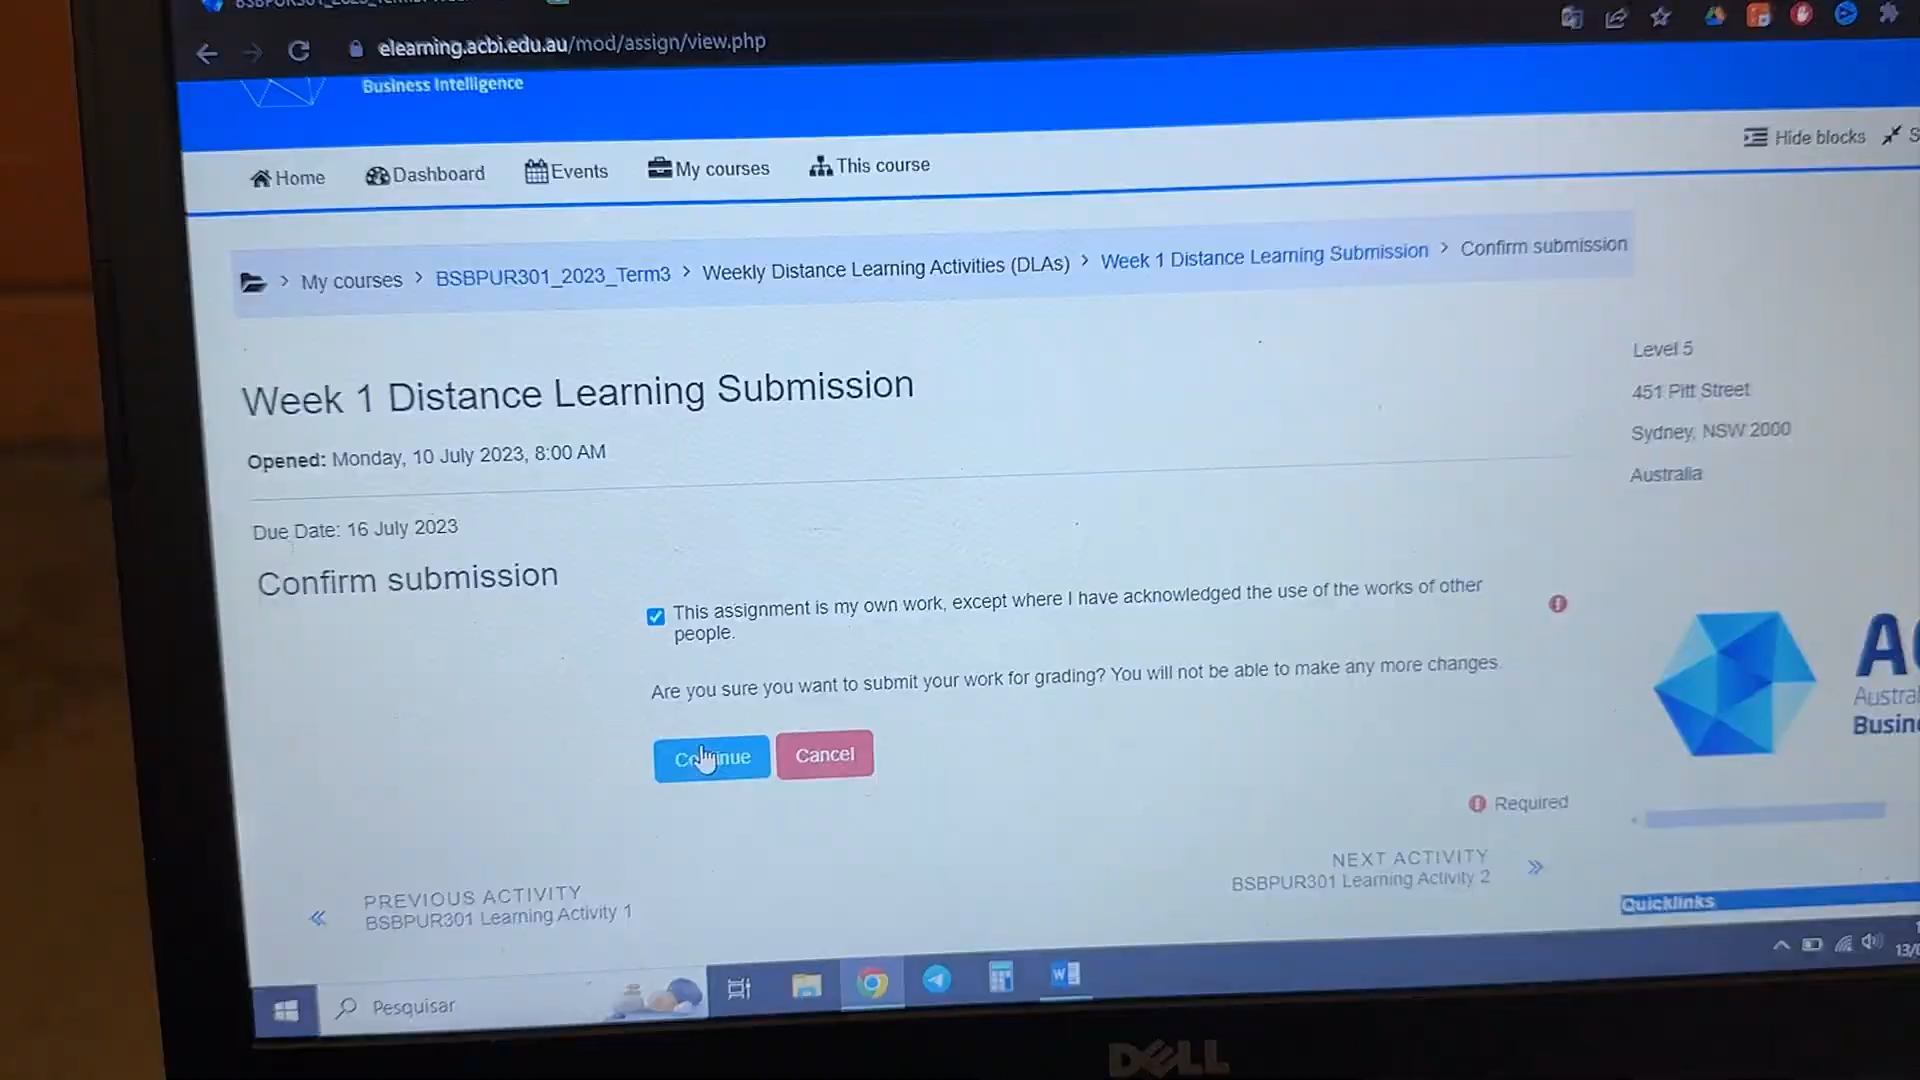 elearning.acbi.edu.au/mod/assign/view.php
Business Intelligence
Home
Dashboard
Events
My courses
This course
Hide blocks
My courses > BSBPUR301_2023_Term3 > Weekly Distance Learning Activities (DLAs) > Week 1 Distance Learning Submission > Confirm submission
Week 1 Distance Learning Submission
Opened: Monday, 10 July 2023, 8:00 AM
Due Date: 16 July 2023
Confirm submission
This assignment is my own work, except where I have acknowledged the use of the works of other
people.
Are you sure you want to submit your work for grading? You will not be able to make any more changes.
Continue
Cancel
Required
PREVIOUS ACTIVITY
BSBPUR301 Learning Activity 1
NEXT ACTIVITY
BSBPUR301 Learning Activity 2
Level 5
451 Pitt Street
Sydney, NSW 2000
Australia
Quicklinks
Pesquisar
DELL